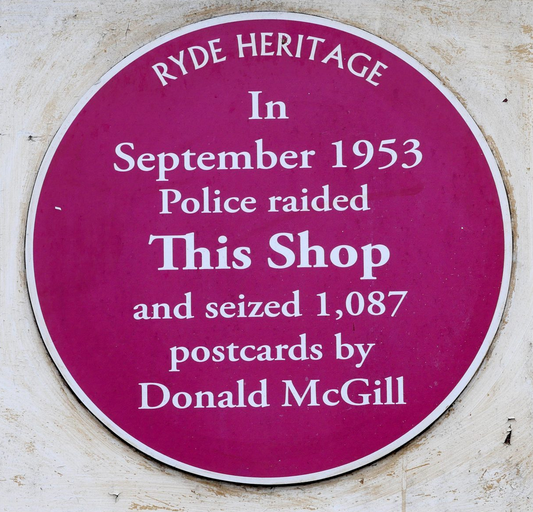 RYDE HERITAGE
In
September 1953
Police raided
This Shop
and seized 1,087
postcards by
Donald McGill